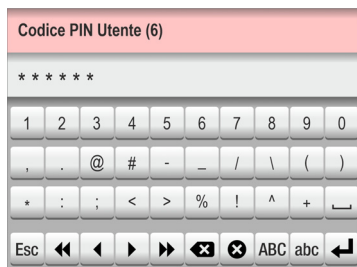 Codice PIN Utente (6)
* * * * * *
1 2 3 4 5 6 7 8 9 0
, . @ # - _ / \ ( )
* : ; < > % ! ^ +
Esc ABC abc